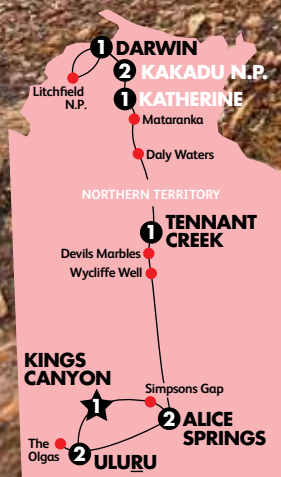 1 DARWIN
2 KAKADU N.P.
Litchfield
N.P.
1 KATHERINE
Mataranka
Daly Waters
NORTHERN TERRITORY
1 TENNANT
CREEK
Devils Marbles
Wycliffe Well
KINGS
CANYON
1
Simpsons Gap
2 ALICE
SPRINGS
The
Olgas
2 ULURU